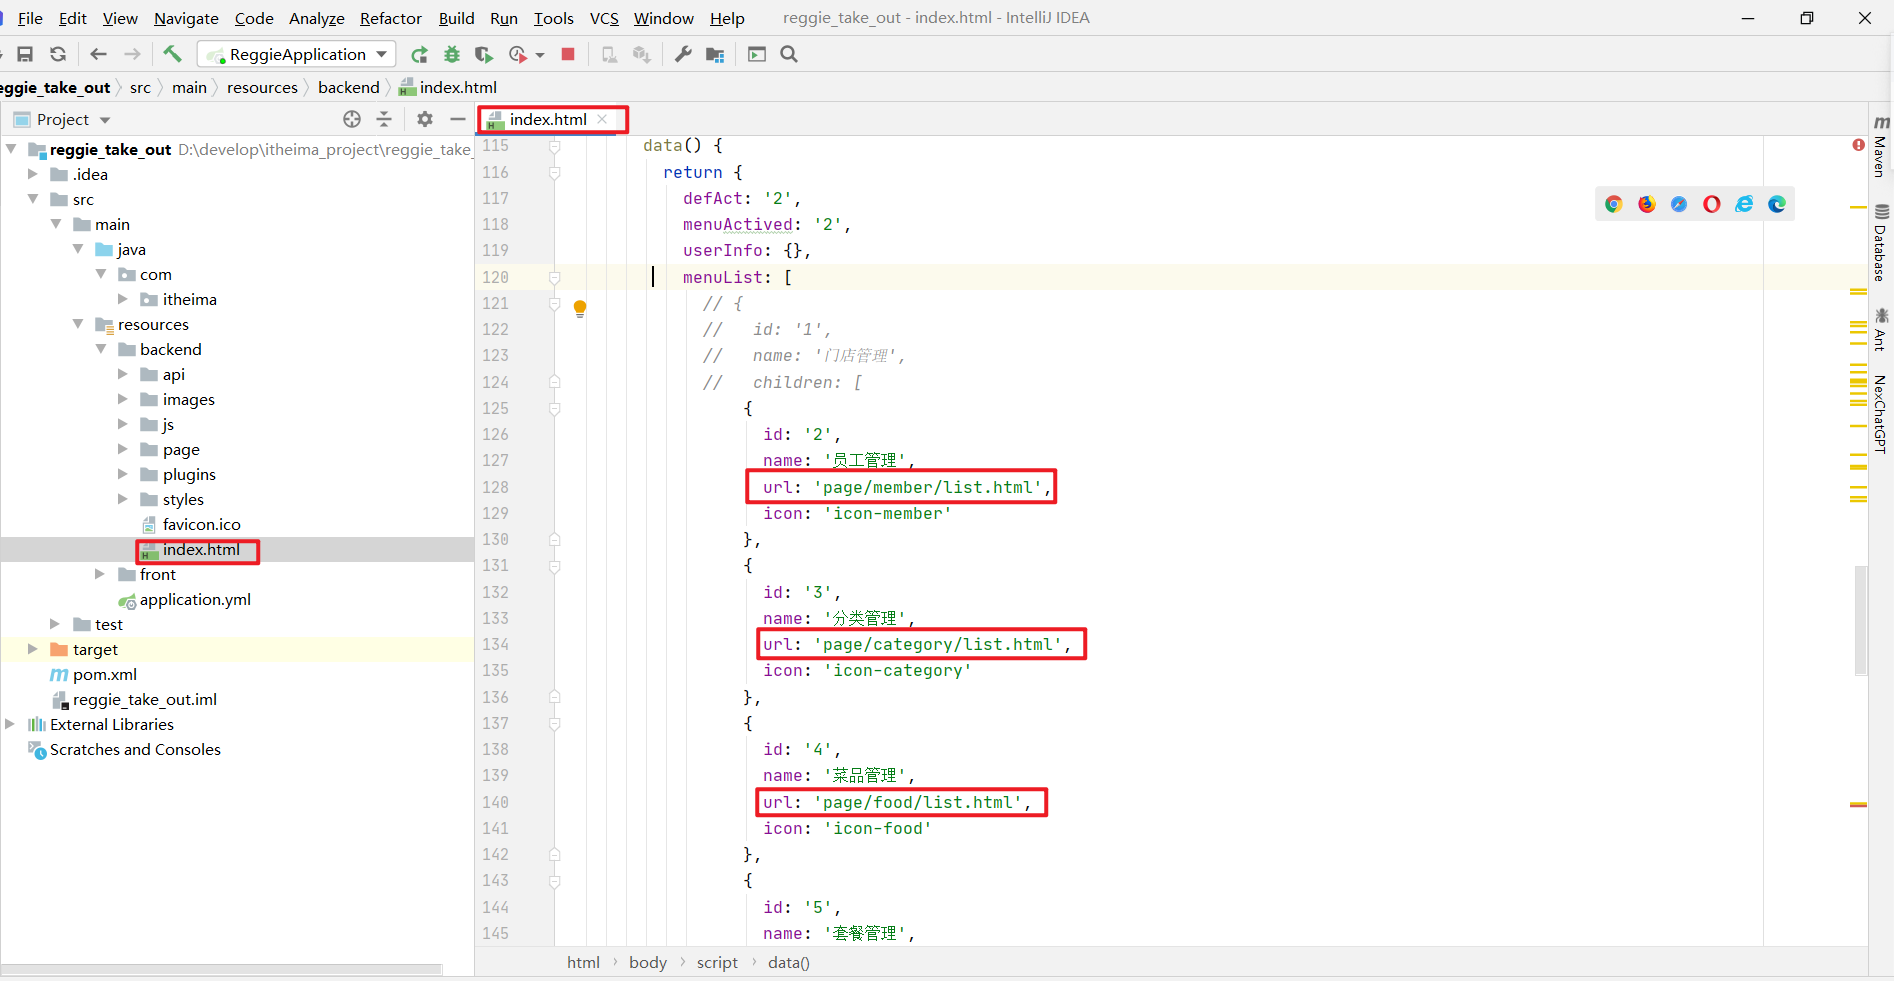 File Edit View Navigate Code Analyze Refactor Build Run Tools VCS Window Help reggie_take_out - index.html - IntelliJ IDEA
ReggieApplication
eggie_take_out src main resources backend index.html
Project
index.html
reggie_take_out D:\develop\itheima_project\reggie_take_
.idea
src
main
java
com
itheima
resources
backend
api
images
js
page
plugins
styles
favicon.ico
index.html
front
application.yml
test
target
pom.xml
reggie_take_out.iml
External Libraries
Scratches and Consoles
115 data() {
116 return {
117 defAct: '2',
118 menuActived: '2',
119 userInfo: {},
120 menuList: [
121 // {
122 // id: '1',
123 // name: '门店管理',
124 // children: [
125 {
126 id: '2',
127 name: '员工管理',
128 url: 'page/member/list.html',
129 icon: 'icon-member'
130 },
131 {
132 id: '3',
133 name: '分类管理',
134 url: 'page/category/list.html',
135 icon: 'icon-category'
136 },
137 {
138 id: '4',
139 name: '菜品管理',
140 url: 'page/food/list.html',
141 icon: 'icon-food'
142 },
143 {
144 id: '5',
145 name: '套餐管理',
html body script data()
Maven
Database
Ant
NexChatGPT